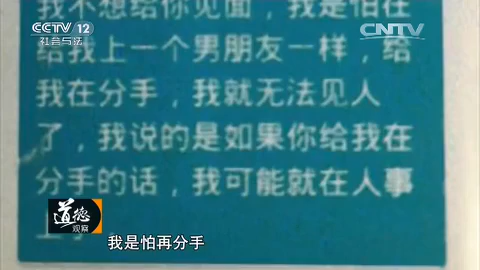 CCTV 12
社会与法
CNTV
我不想给你见面，我是怕在
给我上一个男朋友一样，给
我在分手，我就无法见人
了，我说的是如果你给我在
分手的话，我可能就在人事
道德
观察
我是怕再分手